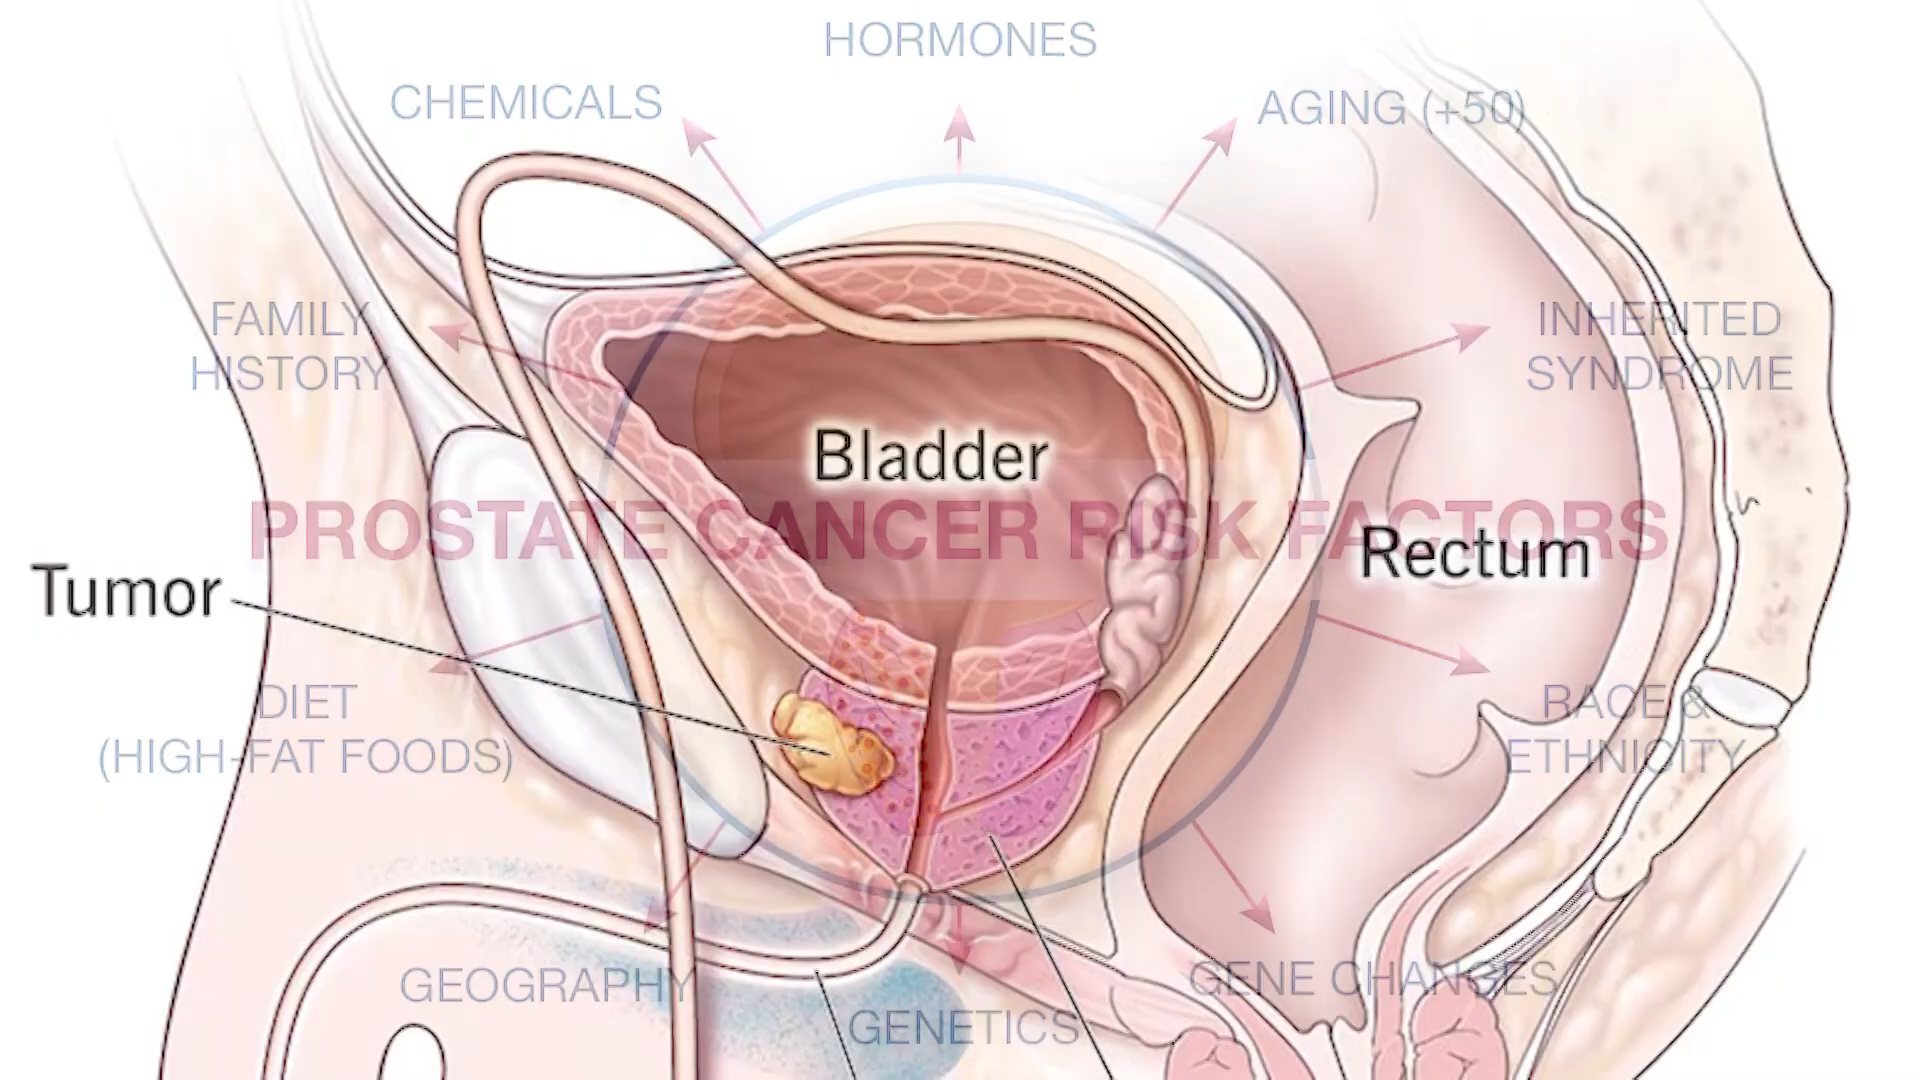 HORMONES
CHEMICALS
AGING (+50)
FAMILY
HISTORY
INHERITED
SYNDROME
Bladder
PROSTATE CANCER RISK FACTORS
Rectum
Tumor
DIET
(HIGH-FAT FOODS)
RACE &
ETHNICITY
GEOGRAPHY
GENE CHANGES
GENETICS